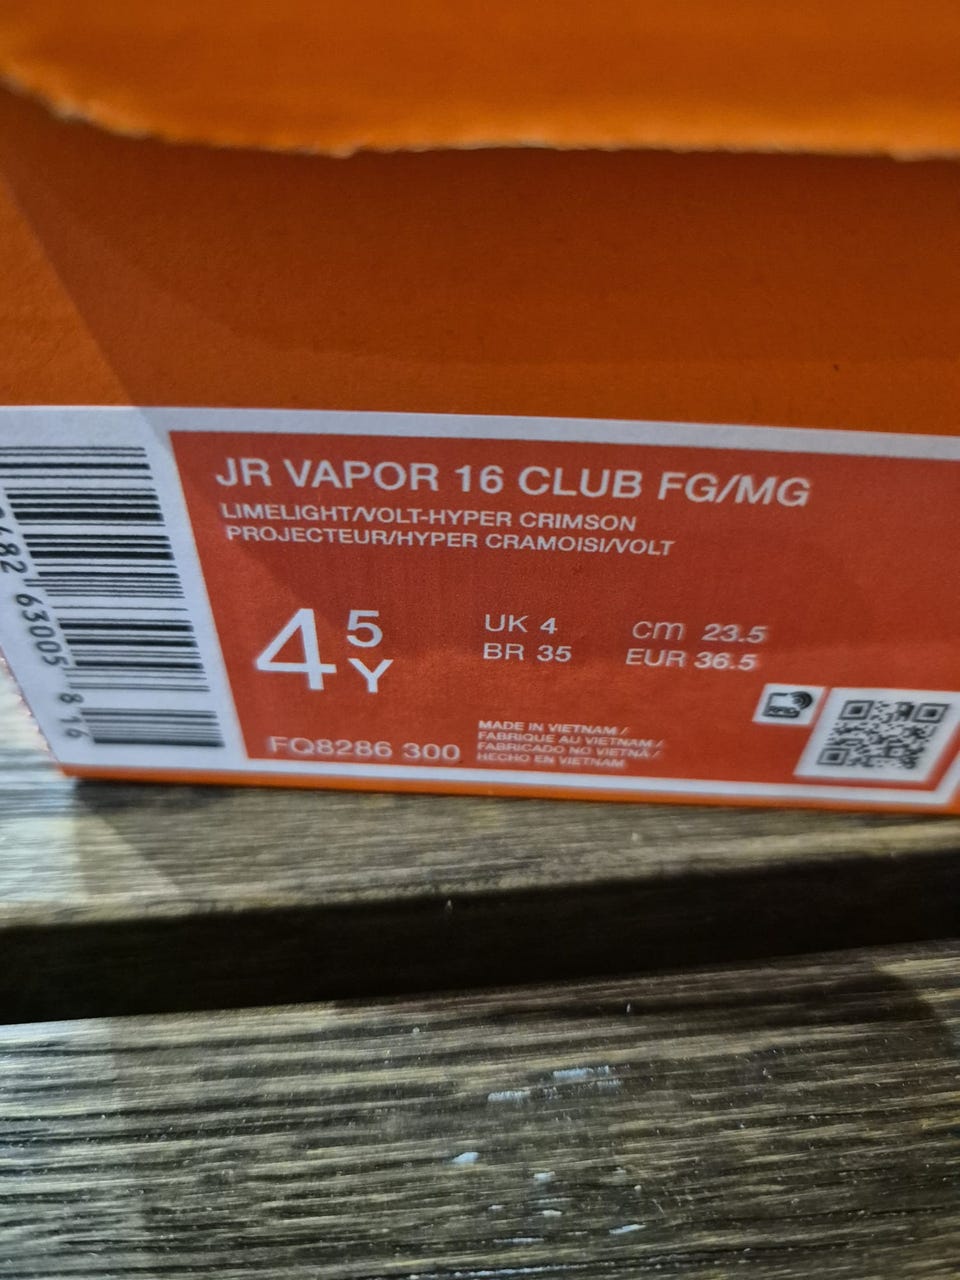 JR VAPOR 16 CLUB FG/MG
LIMELIGHT/VOLT-HYPER CRIMSON
PROJECTEUR/HYPER CRAMOISI/VOLT
4 5 Y
UK 4 cm 23.5
BR 35 EUR 36.5
FQ8286 300
MADE IN VIETNAM /
FABRIQUE AU VIETNAM /
FABRICADO NO VIETNÃ /
HECHO EN VIETNAM
63005 816